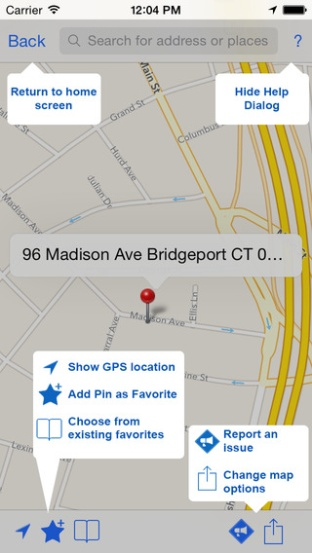 Carrier 12:04 PM
Back Search for address or places ?
Return to home
screen
Hide Help
Dialog
Main St
Grand St
Columbus
Hurd Ave
Julian
Madison Ave
96 Madison Ave Bridgeport CT 0...
Ellis Ln
Madison Ave
Show GPS location
Add Pin as Favorite
Choose from
existing favorites
Report an
issue
Change map
options